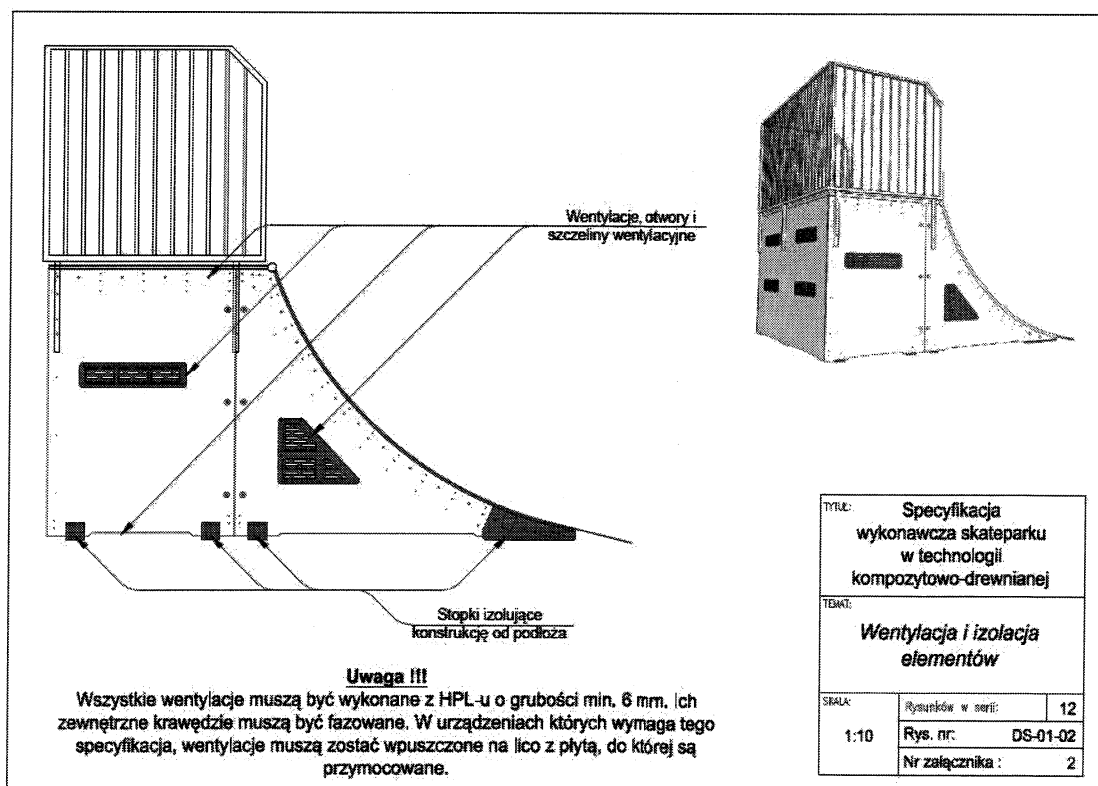 Wentylacje, otwory i
szczeliny wentylacyjne
Stopki izolujące
konstrukcję od podłoża
Uwaga !!!
Wszystkie wentylacje muszą być wykonane z HPL-u o grubości min. 6 mm. Ich
zewnętrzne krawędzie muszą być fazowane. W urządzeniach których wymaga tego
specyfikacja, wentylacje muszą zostać wpuszczone na lico z płytą, do której są
przymocowane.
TYTUŁ: Specyfikacja
wykonawcza skateparku
w technologii
kompozytowo-drewnianej
TEMAT:
Wentylacja i izolacja
elementów
SKALA:
1:10
Rysunków w serii: 12
Rys. nr: DS-01-02
Nr załącznika : 2